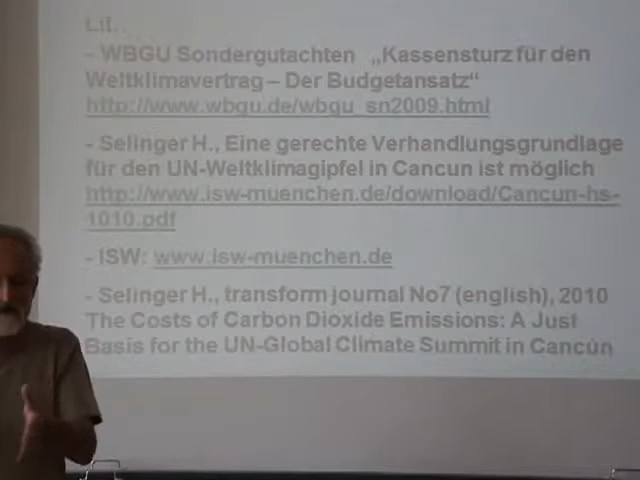 Lit..
- WBGU Sondergutachten „Kassensturz für den
Weltklimavertrag – Der Budgetansatz“
http://www.wbgu.de/wbgu_sn2009.html
- Selinger H., Eine gerechte Verhandlungsgrundlage
für den UN-Weltklimagipfel in Cancun ist möglich
http://www.isw-muenchen.de/download/Cancun-hs-
1010.pdf
- ISW: www.isw-muenchen.de
- Selinger H., transform journal No7 (english), 2010
The Costs of Carbon Dioxide Emissions: A Just
Basis for the UN-Global Climate Summit in Cancún